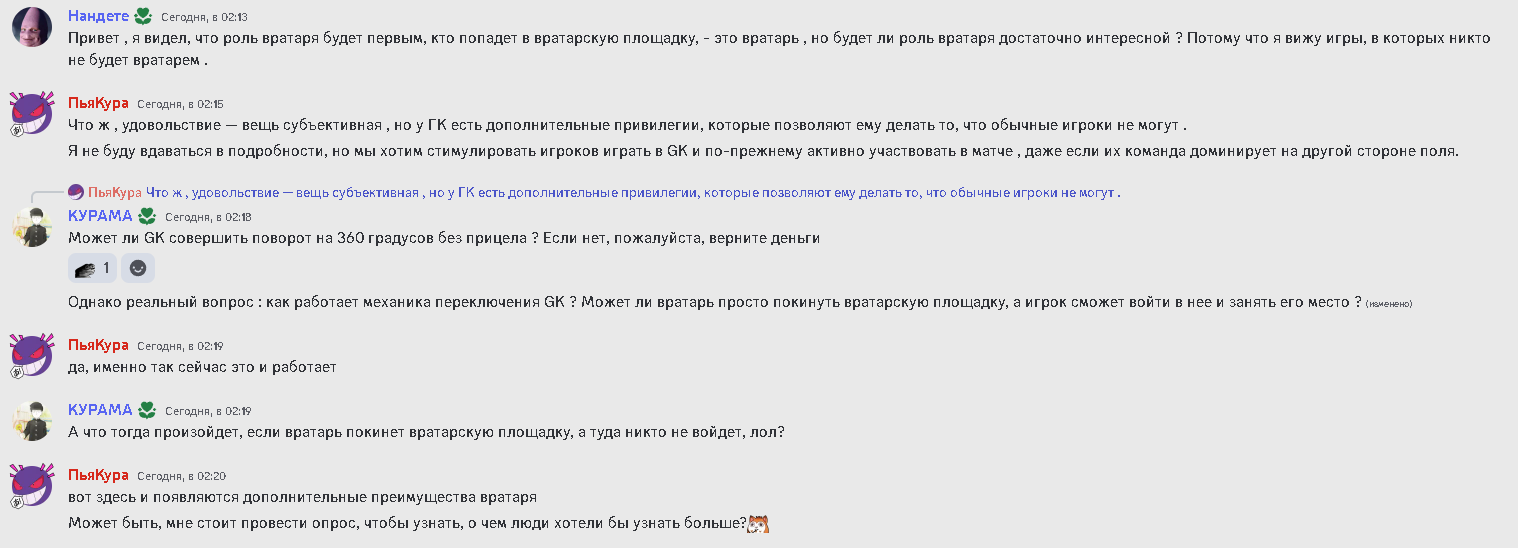 Нандете Сегодня, в 02:13
Привет , я видел, что роль вратаря будет первым, кто попадет в вратарскую площадку, - это вратарь , но будет ли роль вратаря достаточно интересной ? Потому что я вижу игры, в которых никто
не будет вратарем .
ПьяКура Сегодня, в 02:15
Что ж , удовольствие — вещь субъективная , но у ГК есть дополнительные привилегии, которые позволяют ему делать то, что обычные игроки не могут .
Я не буду вдаваться в подробности, но мы хотим стимулировать игроков играть в GK и по-прежнему активно участвовать в матче , даже если их команда доминирует на другой стороне поля.
ПьяКура Что ж , удовольствие — вещь субъективная , но у ГК есть дополнительные привилегии, которые позволяют ему делать то, что обычные игроки не могут .
КУРАМА Сегодня, в 02:18
Может ли GK совершить поворот на 360 градусов без прицела ? Если нет, пожалуйста, верните деньги
1
Однако реальный вопрос : как работает механика переключения GK ? Может ли вратарь просто покинуть вратарскую площадку, а игрок сможет войти в нее и занять его место ? (изменено)
ПьяКура Сегодня, в 02:19
да, именно так сейчас это и работает
КУРАМА Сегодня, в 02:19
А что тогда произойдет, если вратарь покинет вратарскую площадку, а туда никто не войдет, лол?
ПьяКура Сегодня, в 02:20
вот здесь и появляются дополнительные преимущества вратаря
Может быть, мне стоит провести опрос, чтобы узнать, о чем люди хотели бы узнать больше?